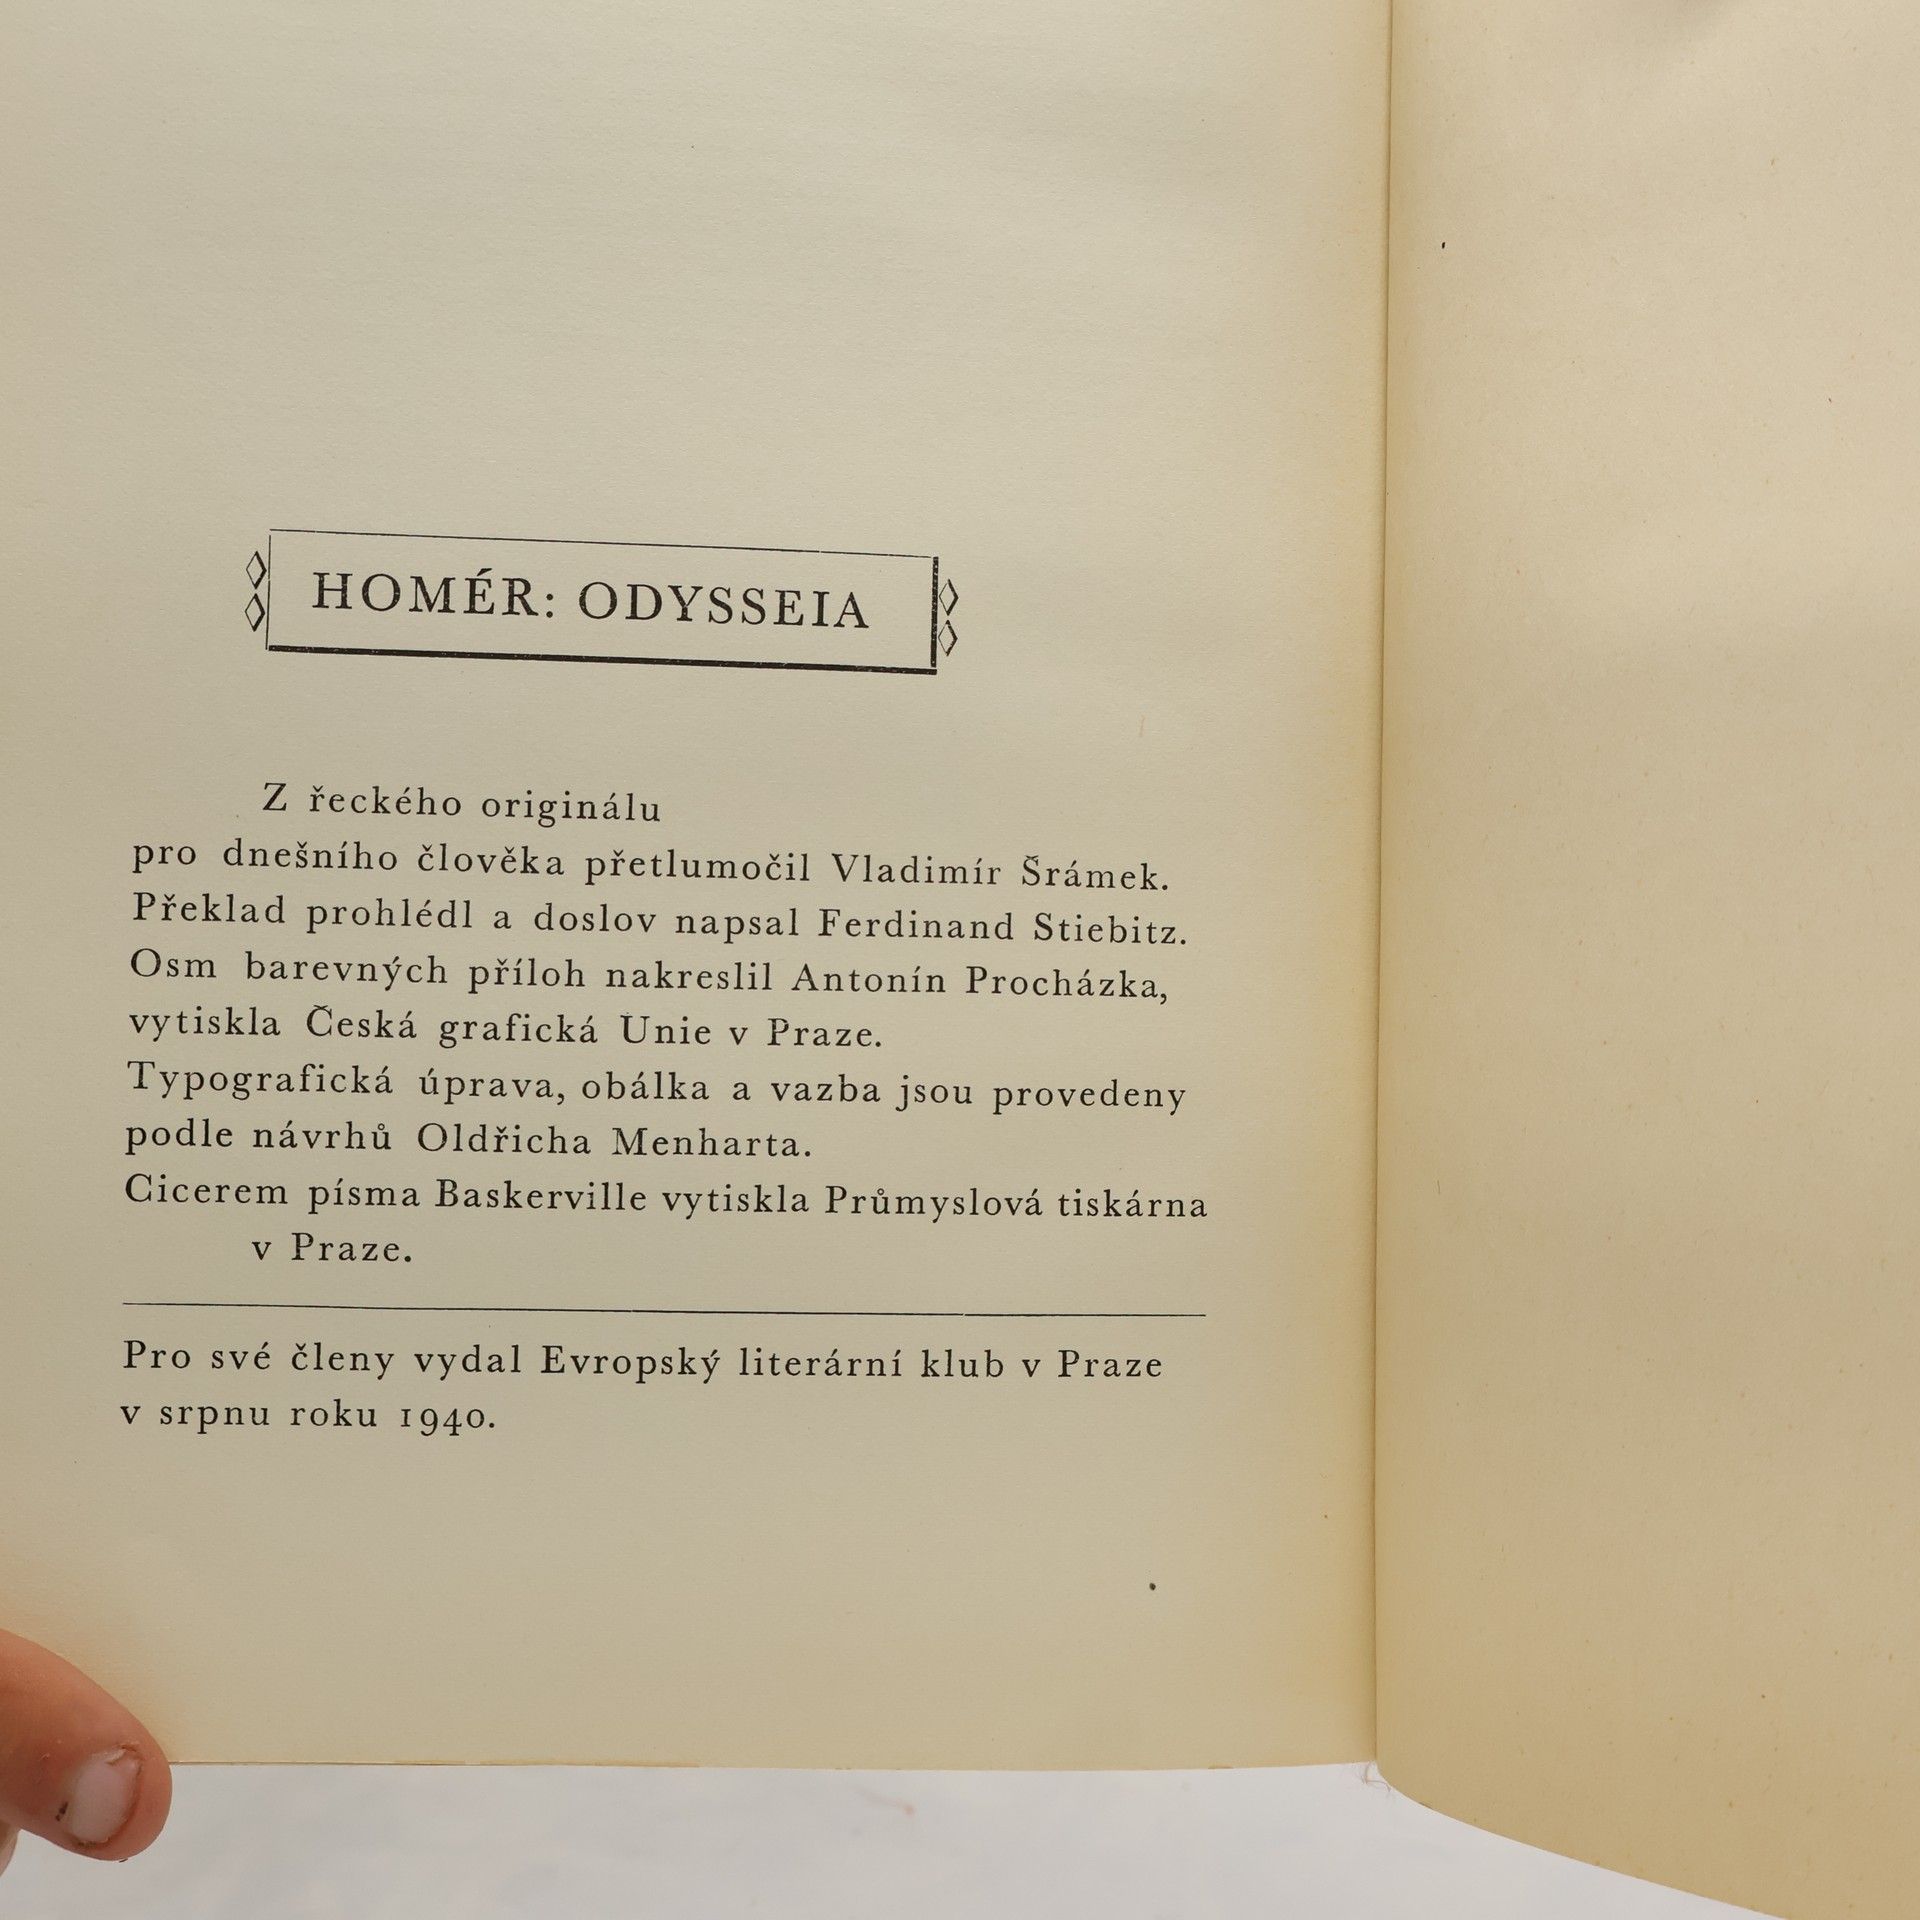 HOMÉR: ODYSSEIA
Z řeckého originálu
pro dnešního člověka přetlumočil Vladimír Šrámek.
Překlad prohlédl a doslov napsal Ferdinand Stiebitz.
Osm barevných příloh nakreslil Antonín Procházka,
vytiskla Česká grafická Unie v Praze.
Typografická úprava, obálka a vazba jsou provedeny
podle návrhů Oldřicha Menharta.
Cicerem písma Baskerville vytiskla Průmyslová tiskárna
v Praze.
Pro své členy vydal Evropský literární klub v Praze
v srpnu roku 1940.